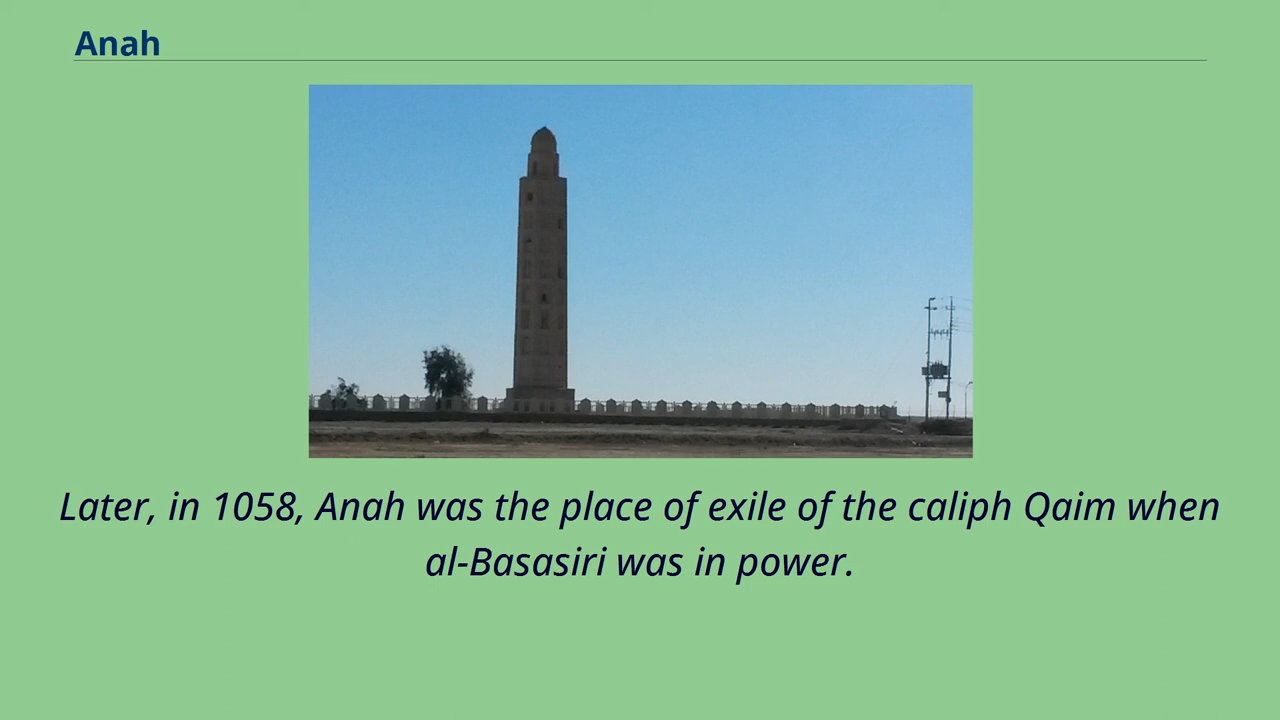 Anah
Later, in 1058, Anah was the place of exile of the caliph Qaim when
al-Basasiri was in power.